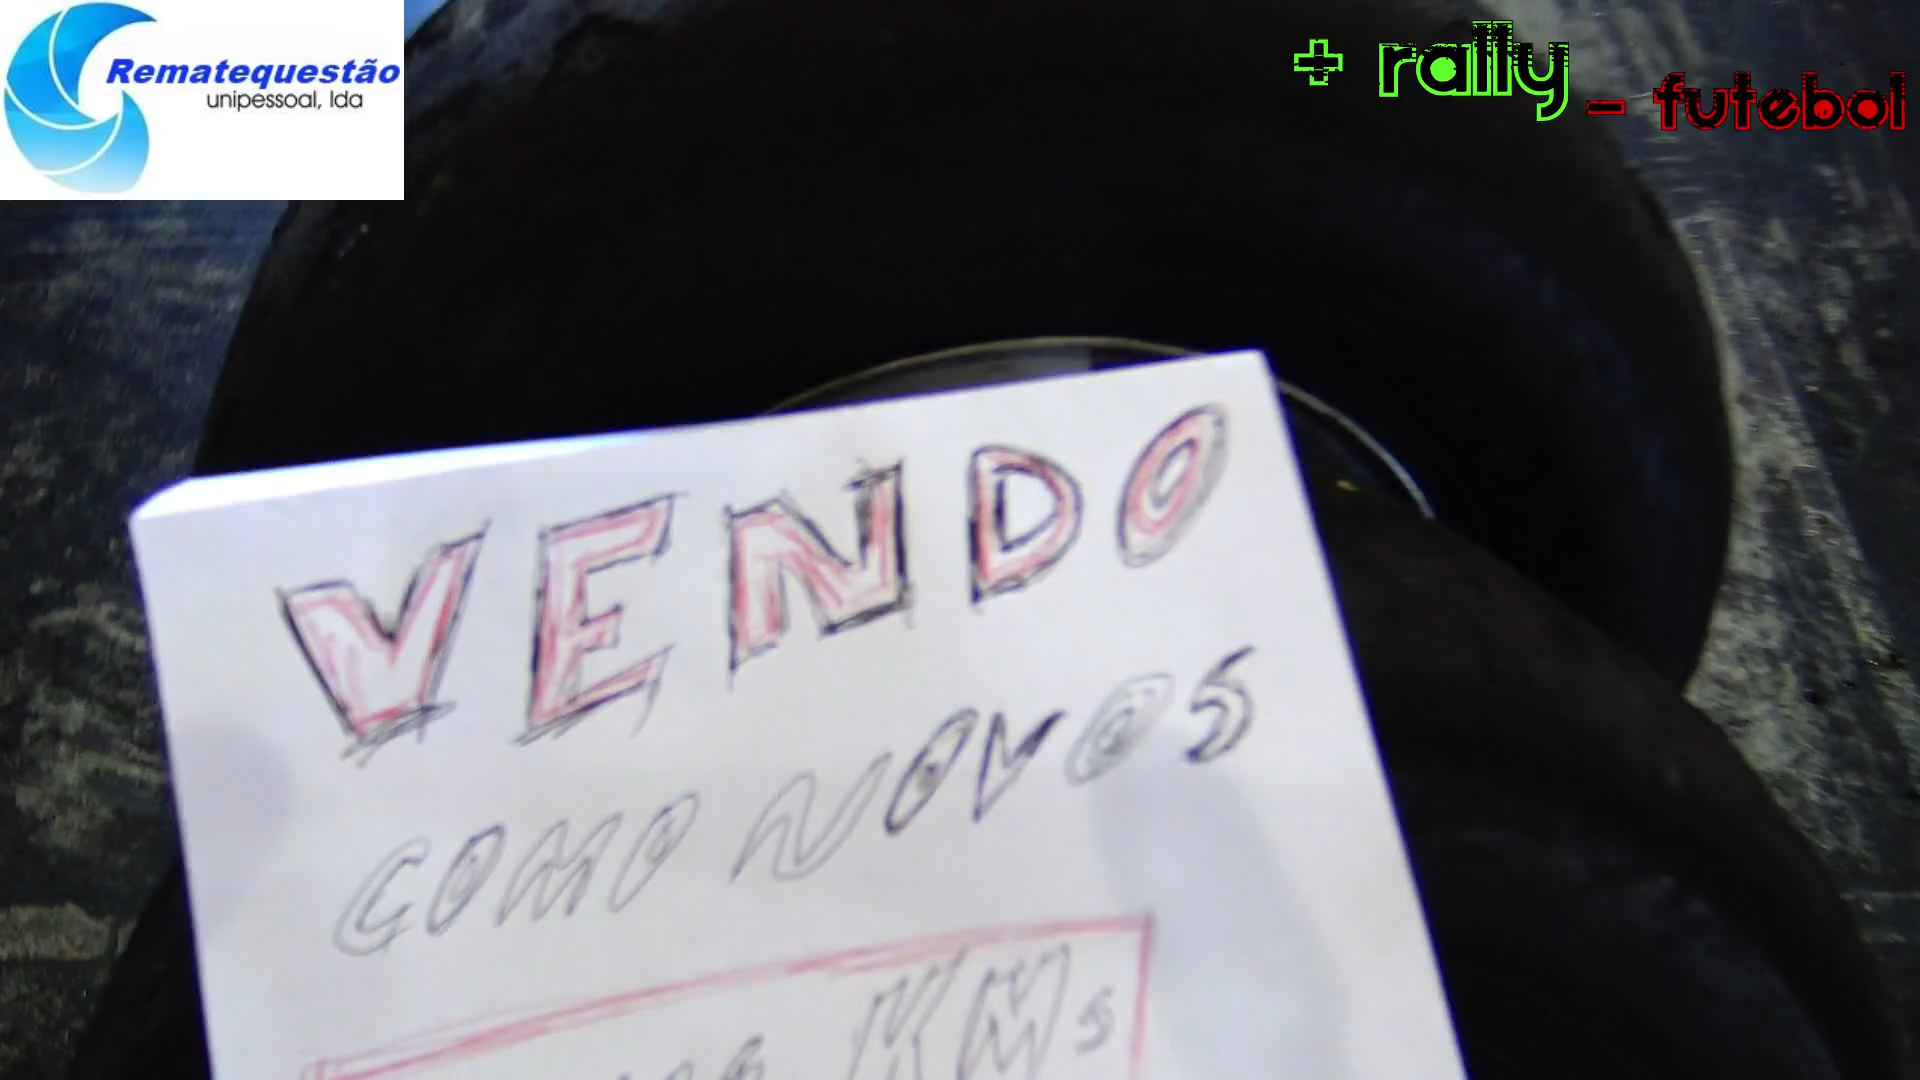 Rematequestão
unipessoal, lda
+ rally
- futebol
VENDO
COMO NOVOS
KMs